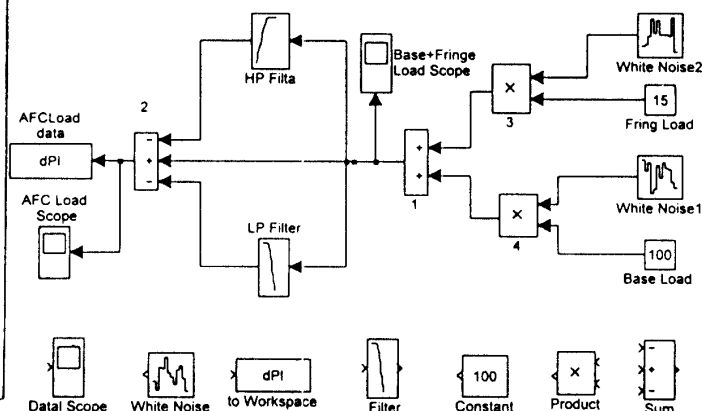 HP Filta
Base+Fringe
Load Scope
White Noise2
×
3
15
Fring Load
2
AFCLoad
data
dPl
−
+
−
+
+
1
White Noise1
×
4
AFC Load
Scope
LP Filter
100
Base Load
Datal Scope
White Noise
dPl
to Workspace
Filter
100
Constant
×
Product
−
+
−
Sum